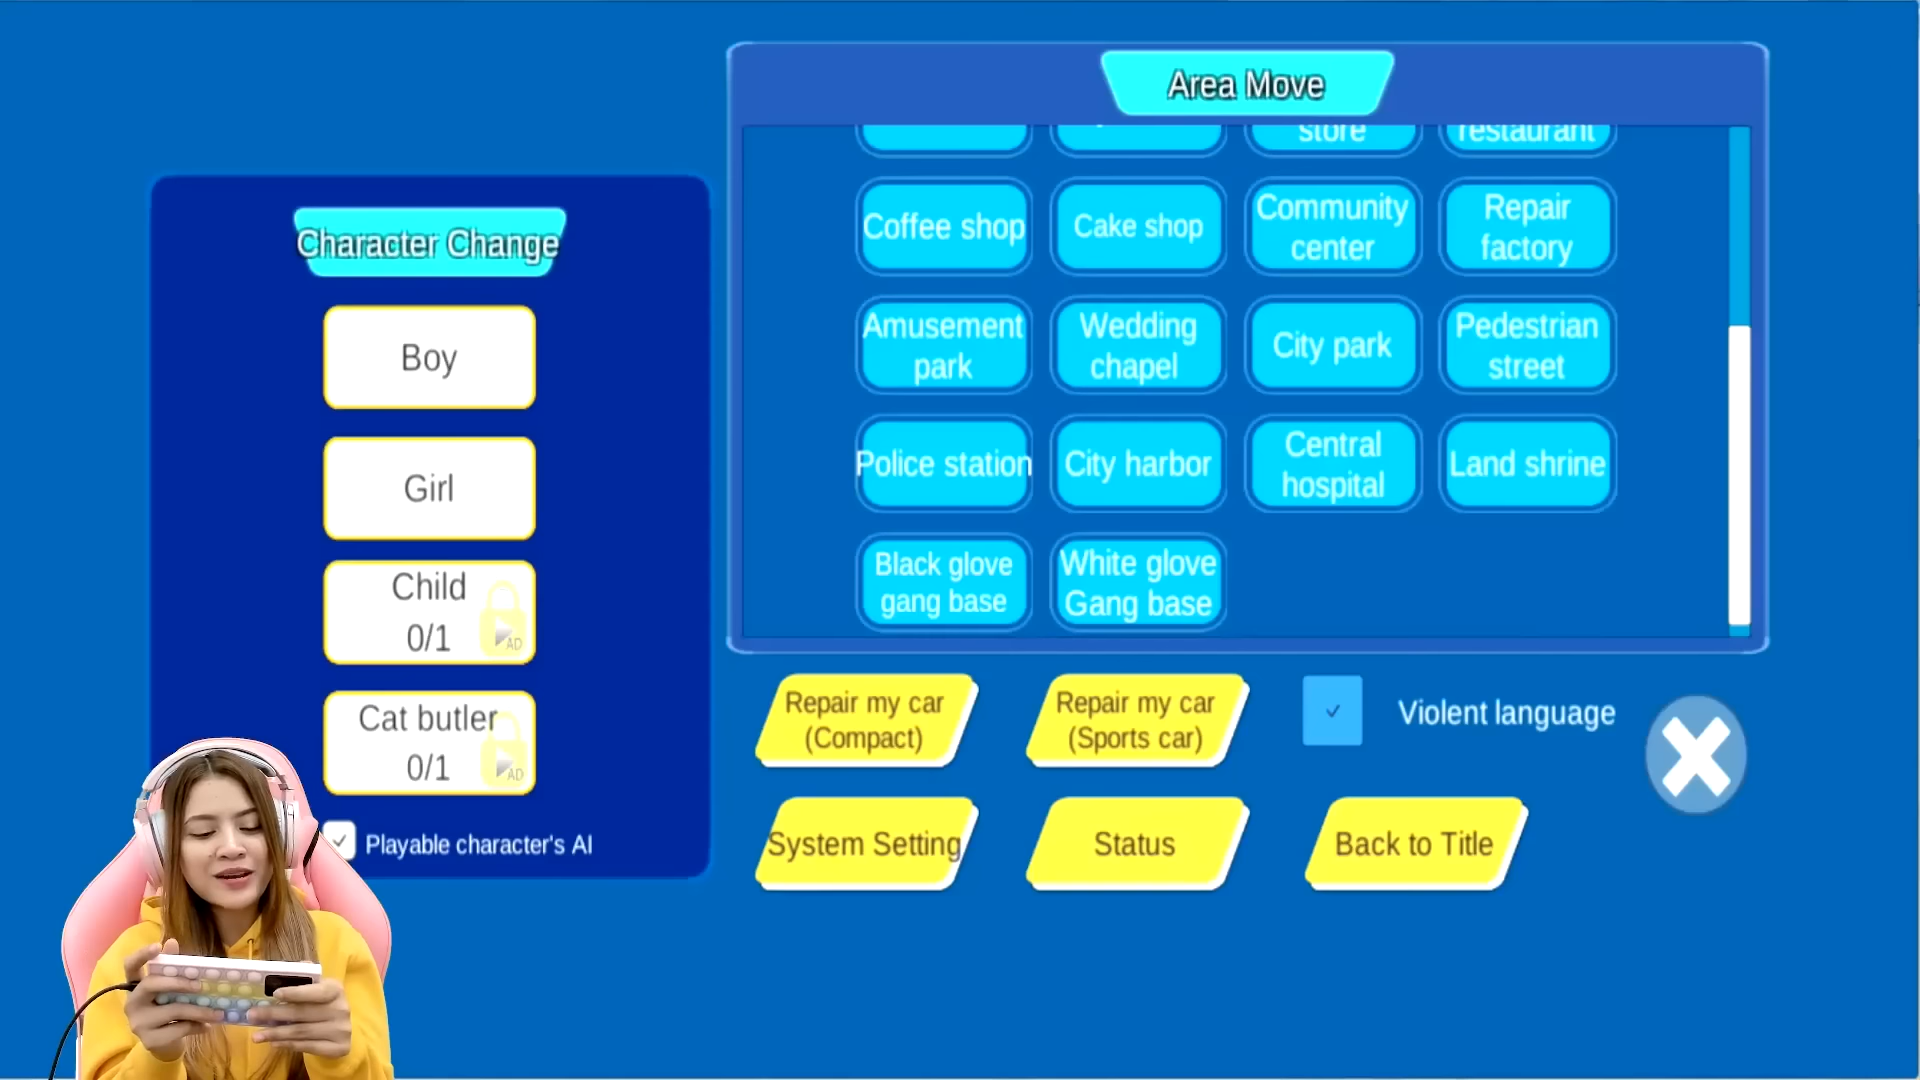 Area Move
store
restaurant
Coffee shop
Cake shop
Community
center
Repair
factory
Amusement
park
Wedding
chapel
City park
Pedestrian
street
Police station
City harbor
Central
hospital
Land shrine
Black glove
gang base
White glove
Gang base
Character Change
Boy
Girl
Child
0/1
AD
Cat butler
0/1
AD
Playable character's AI
Repair my car
(Compact)
Repair my car
(Sports car)
Violent language
System Setting
Status
Back to Title